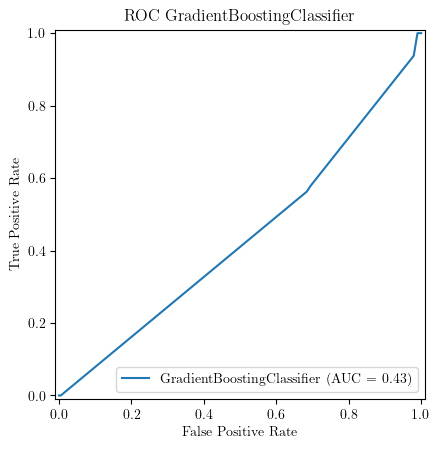 ROC GradientBoostingClassifier
True Positive Rate
1.0
0.8
0.6
0.4
0.2
0.0
GradientBoostingClassifier (AUC = 0.43)
0.0 0.2 0.4 0.6 0.8 1.0
False Positive Rate